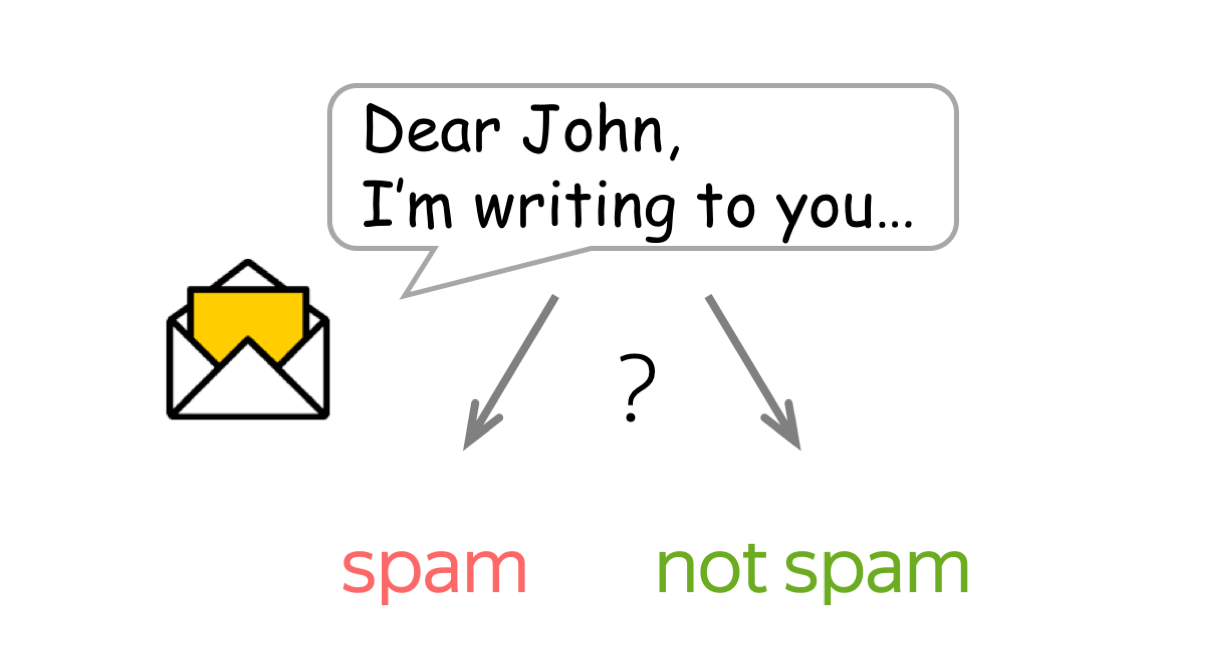 Dear John,
I'm writing to you...
?
spam
not spam